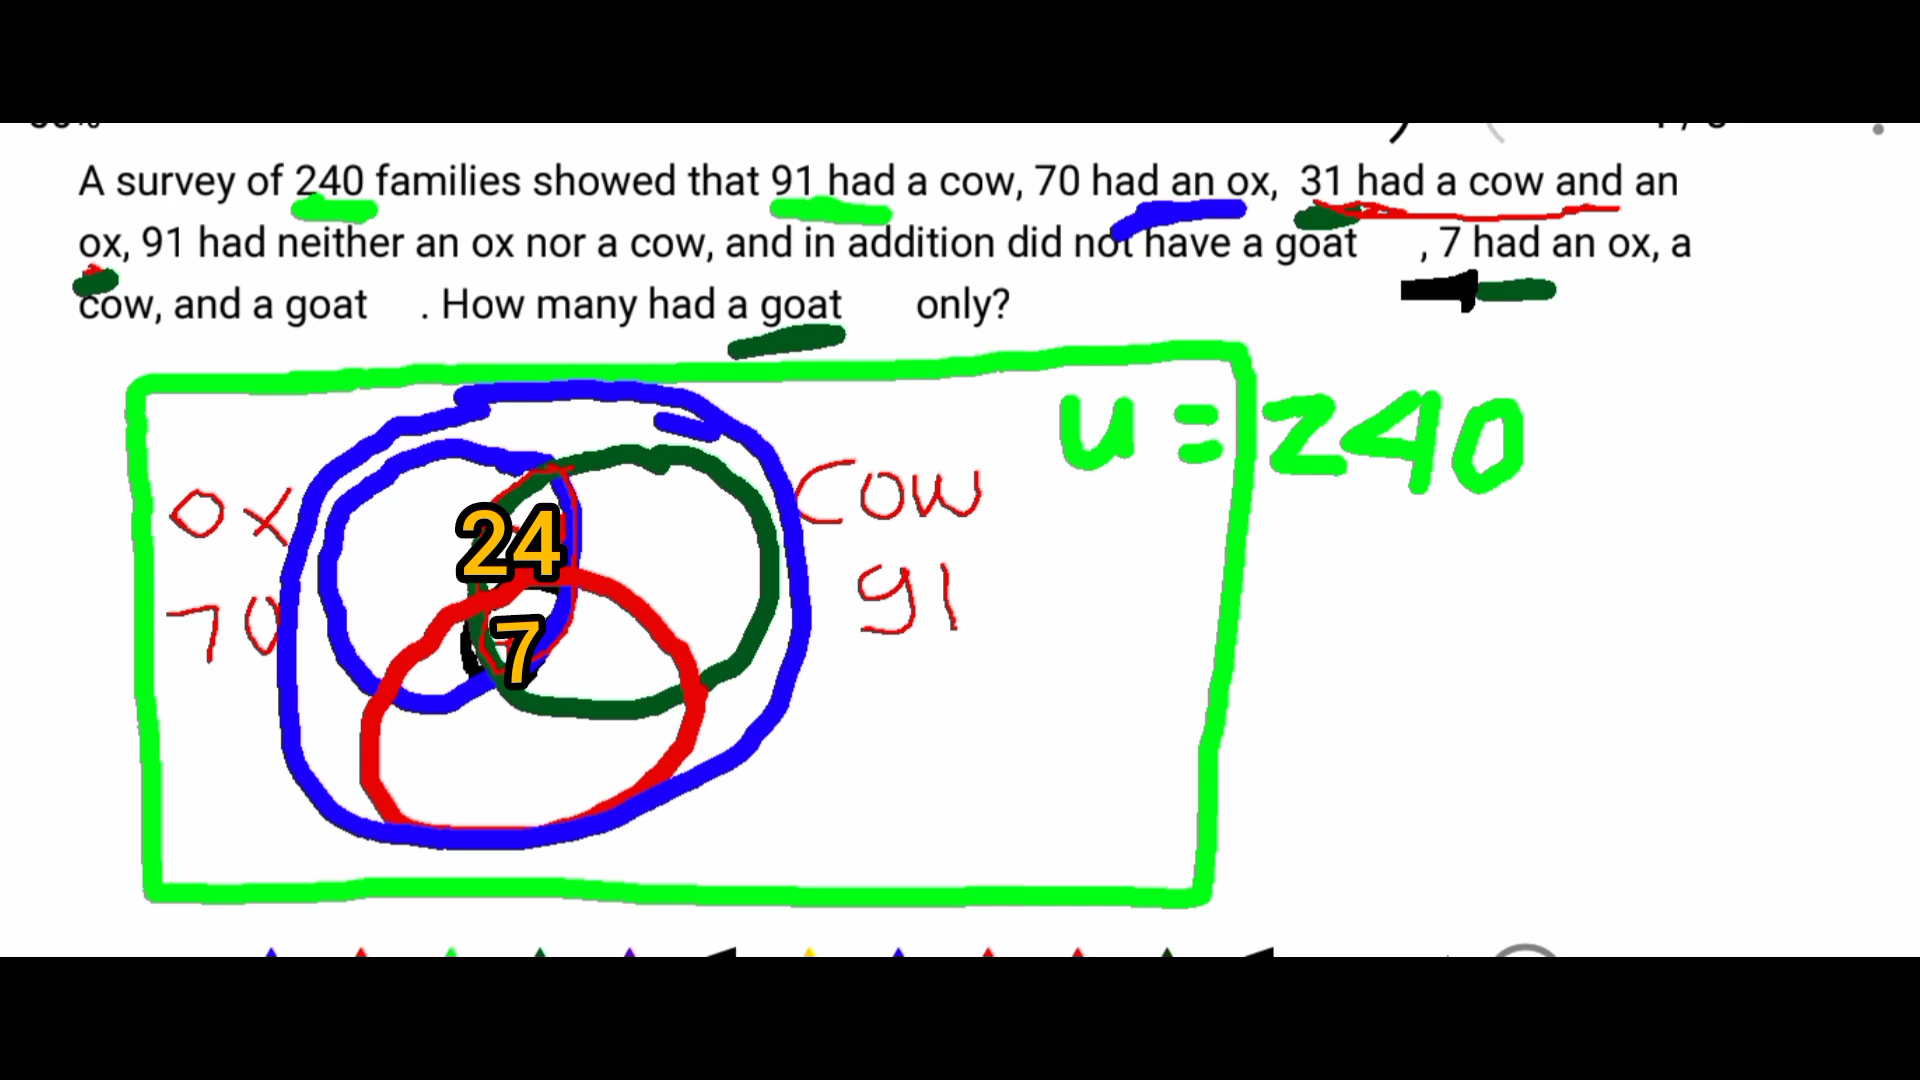 A survey of 240 families showed that 91 had a cow, 70 had an ox, 31 had a cow and an
ox, 91 had neither an ox nor a cow, and in addition did not have a goat , 7 had an ox, a
cow, and a goat . How many had a goat only?
u = 240
ox
cow
24
70
91
7